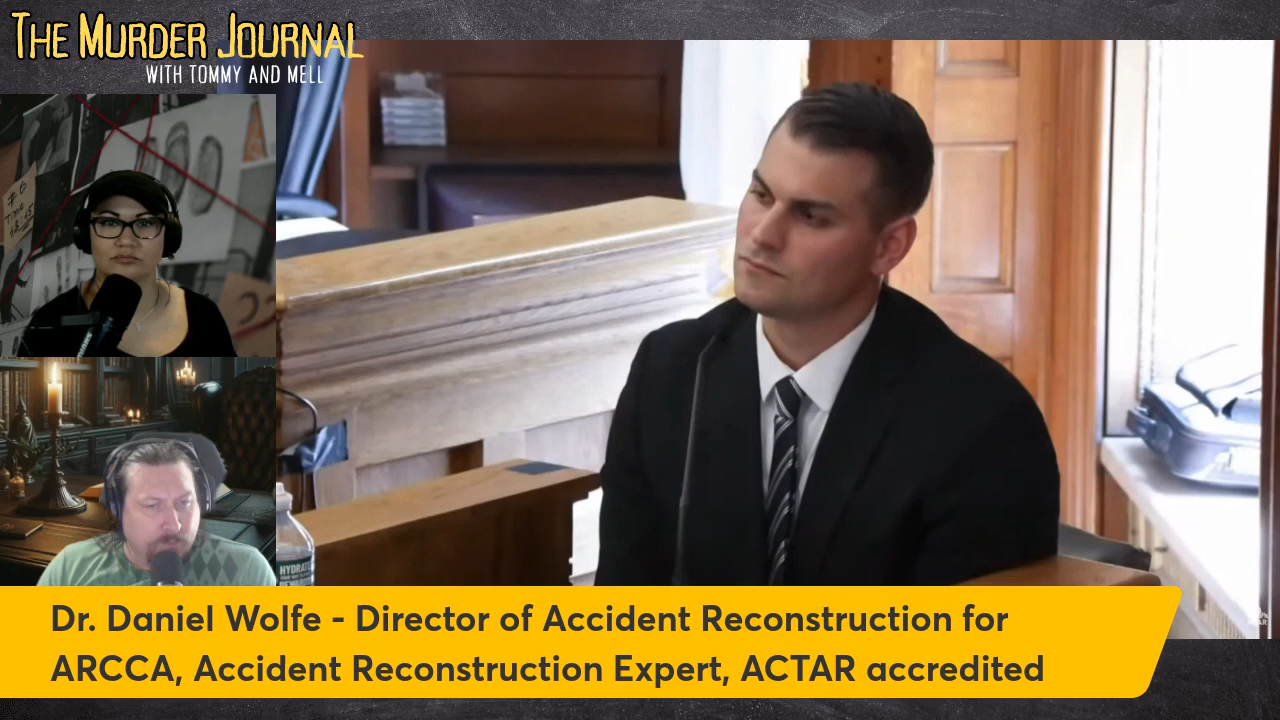 THE MURDER JOURNAL
WITH TOMMY AND MELL
HYDRATE
Dr. Daniel Wolfe - Director of Accident Reconstruction for
ARCCA, Accident Reconstruction Expert, ACTAR accredited